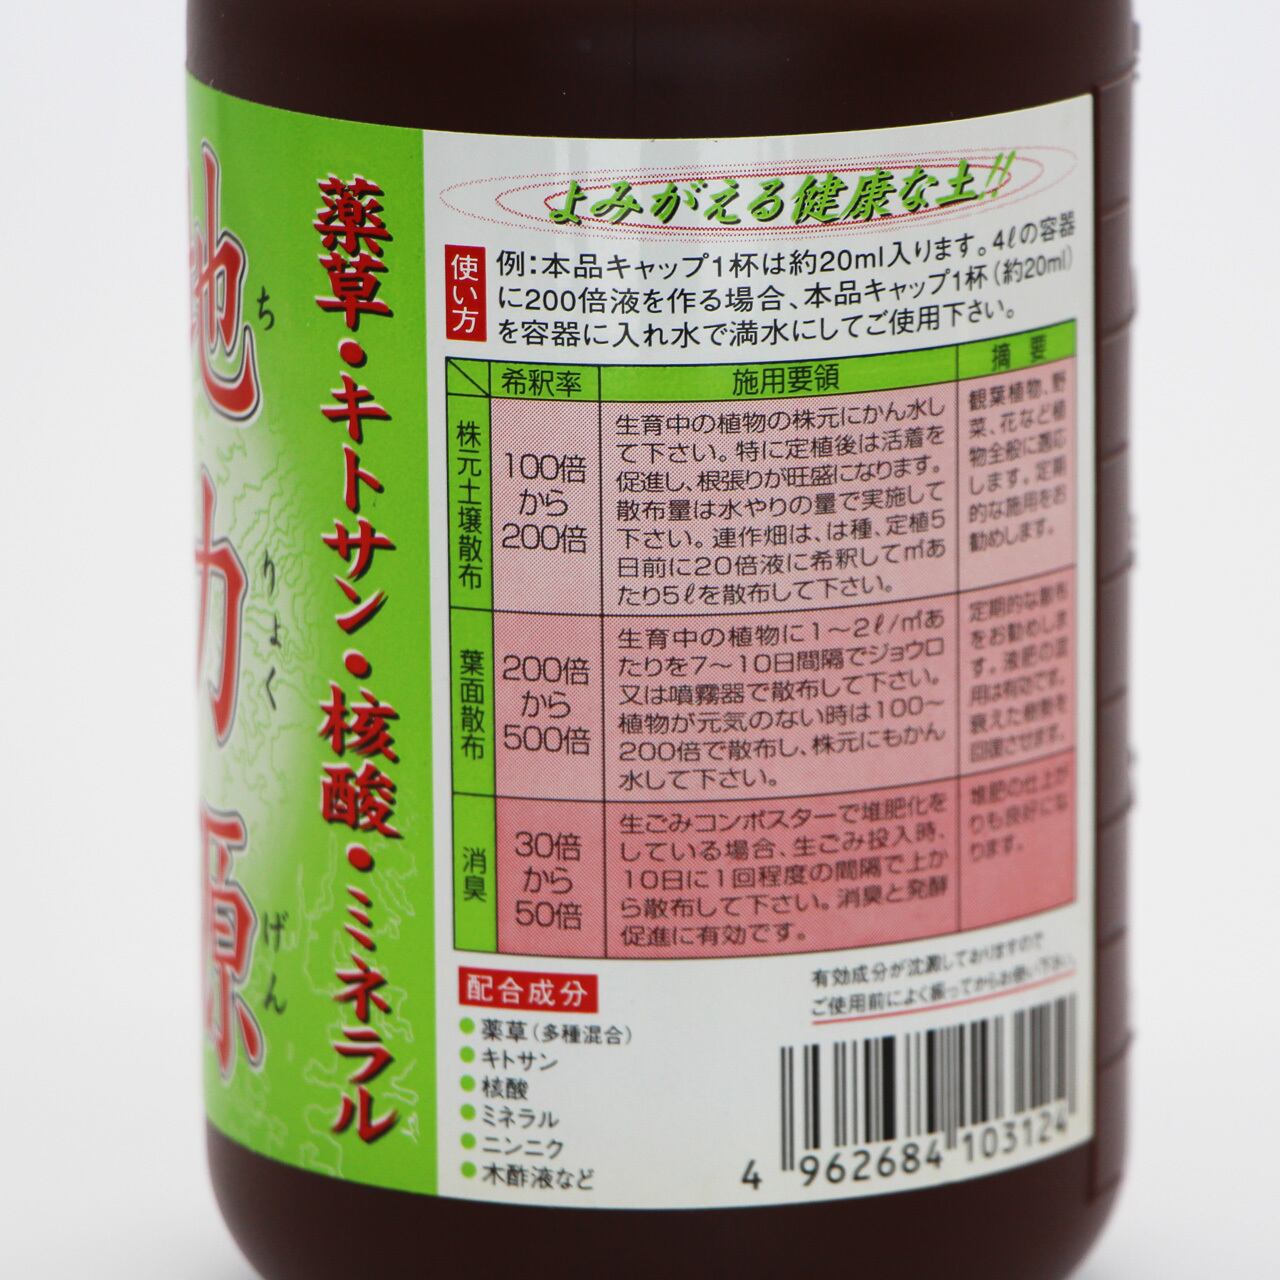 地力源
ちりょくげん
薬草・キトサン・核酸・ミネラル
よみがえる健康な土!!
使い方
例：本品キャップ1杯は約20ml入ります。4ℓの容器
に200倍液を作る場合、本品キャップ1杯（約20ml）
を容器に入れ水で満水にしてご使用下さい。
希釈率
施用要領
摘要
株元土壌散布
100倍
から
200倍
生育中の植物の株元にかん水し
て下さい。特に定植後は活着を
促進し、根張りが旺盛になります。
散布量は水やりの量で実施して
下さい。連作畑は、は種、定植5
日前に20倍液に希釈して㎡あ
たり5ℓを散布して下さい。
観葉植物、野
菜、花など植
物全般に適応
します。定期
的な施用をお
勧めします。
葉面散布
200倍
から
500倍
生育中の植物に1〜2ℓ/㎡あ
たりを7〜10日間隔でジョウロ
又は噴霧器で散布して下さい。
植物が元気のない時は100〜
200倍で散布し、株元にもかん
水して下さい。
定期的な散布
をお勧めしま
す。液肥の混
用は有効です。
衰えた樹勢を
回復させます。
消臭
30倍
から
50倍
生ごみコンポスターで堆肥化を
している場合、生ごみ投入時、
10日に1回程度の間隔で上か
ら散布して下さい。消臭と発酵
促進に有効です。
堆肥の仕上が
りも良好にな
ります。
配合成分
●薬草（多種混合）
●キトサン
●核酸
●ミネラル
●ニンニク
●木酢液など
有効成分が沈澱しておりますので
ご使用前によく振ってからお使い下さい。
4 962684 103124